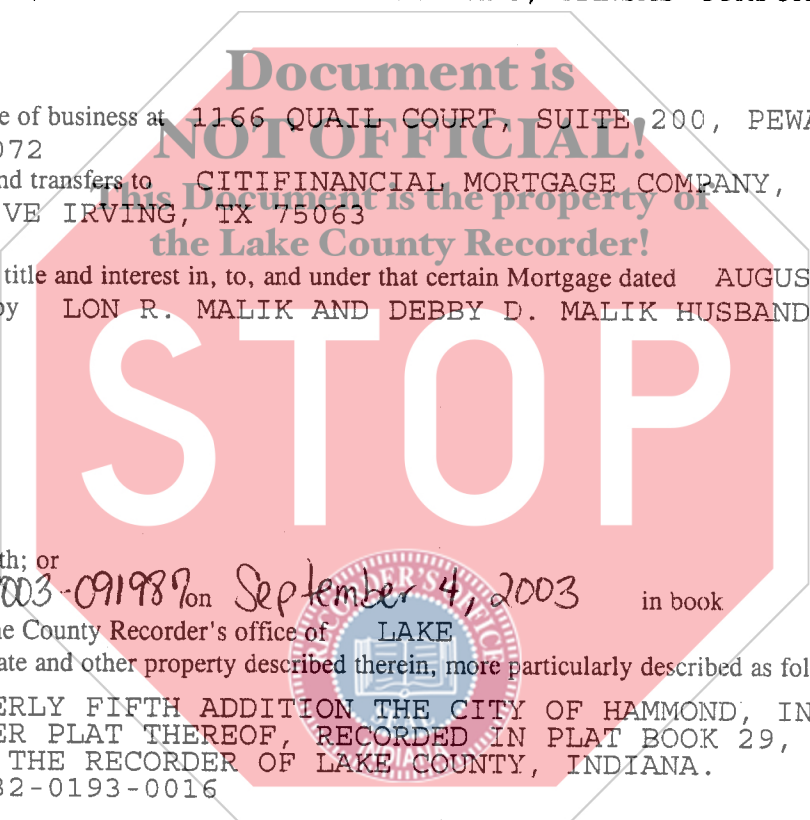 Document is
e of business at 1166 QUAIL COURT, SUITE 200, PEWA
NOT OFFICIAL!
072
nd transfers to CITIFINANCIAL MORTGAGE COMPANY,
This Document is the property of
VE IRVING, TX 75063
the Lake County Recorder!
title and interest in, to, and under that certain Mortgage dated AUGUS
by LON R. MALIK AND DEBBY D. MALIK HUSBAND
STOP
th; or
003-091987 on September 4, 2003 in book
he County Recorder's office of LAKE
ate and other property described therein, more particularly described as fol
ERLY FIFTH ADDITION THE CITY OF HAMMOND, IN
ER PLAT THEREOF, RECORDED IN PLAT BOOK 29,
THE RECORDER OF LAKE COUNTY, INDIANA.
32-0193-0016